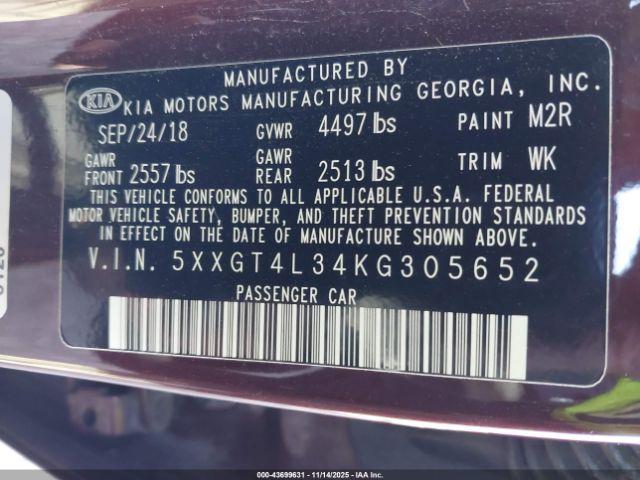 MANUFACTURED BY
KIA KIA MOTORS MANUFACTURING GEORGIA, INC.
SEP/24/18 GVWR 4497 lbs PAINT M2R
GAWR FRONT 2557 lbs GAWR REAR 2513 lbs TRIM WK
THIS VEHICLE CONFORMS TO ALL APPLICABLE U.S.A. FEDERAL
MOTOR VEHICLE SAFETY, BUMPER, AND THEFT PREVENTION STANDARDS
IN EFFECT ON THE DATE OF MANUFACTURE SHOWN ABOVE.
V.I.N. 5XXGT4L34KG305652
PASSENGER CAR
000-43699631 - 11/14/2025 - IAAI.CA